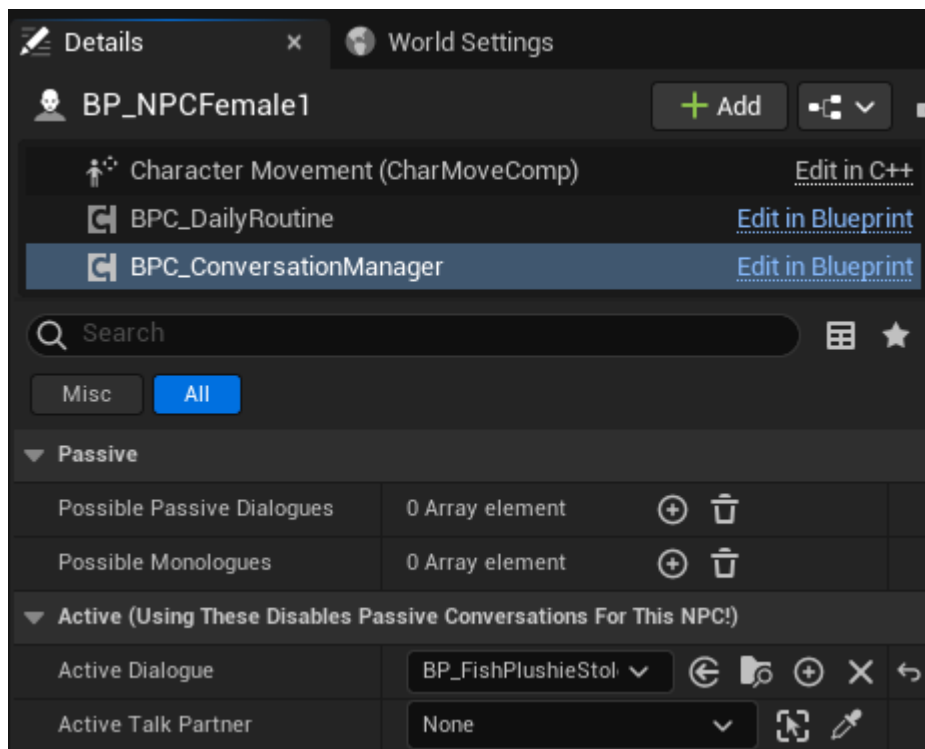 Details World Settings
BP_NPCFemale1 Add
Character Movement (CharMoveComp) Edit in C++
BPC_DailyRoutine Edit in Blueprint
BPC_ConversationManager Edit in Blueprint
Search
Misc All
Passive
Possible Passive Dialogues 0 Array element
Possible Monologues 0 Array element
Active (Using These Disables Passive Conversations For This NPC!)
Active Dialogue BP_FishPlushieStol
Active Talk Partner None